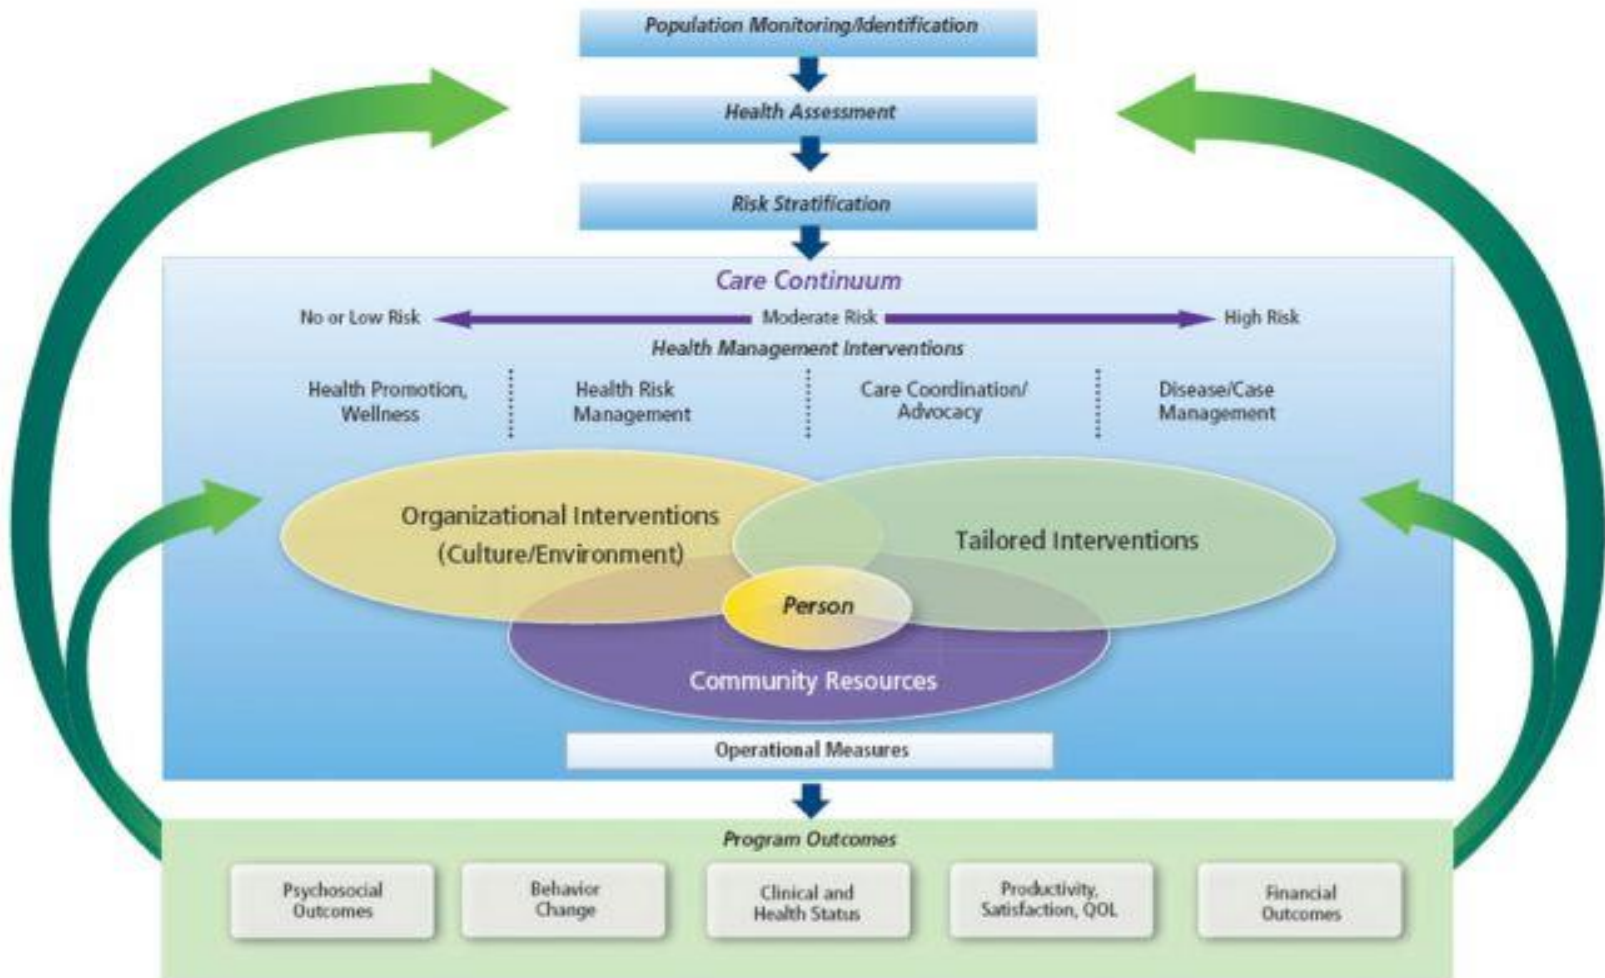 Population Monitoring/Identification
Health Assessment
Risk Stratification
Care Continuum
No or Low Risk
Moderate Risk
High Risk
Health Management Interventions
Health Promotion,
Wellness
Health Risk
Management
Care Coordination/
Advocacy
Disease/Case
Management
Organizational Interventions
(Culture/Environment)
Tailored Interventions
Person
Community Resources
Operational Measures
Program Outcomes
Psychosocial
Outcomes
Behavior
Change
Clinical and
Health Status
Productivity,
Satisfaction, QOL
Financial
Outcomes